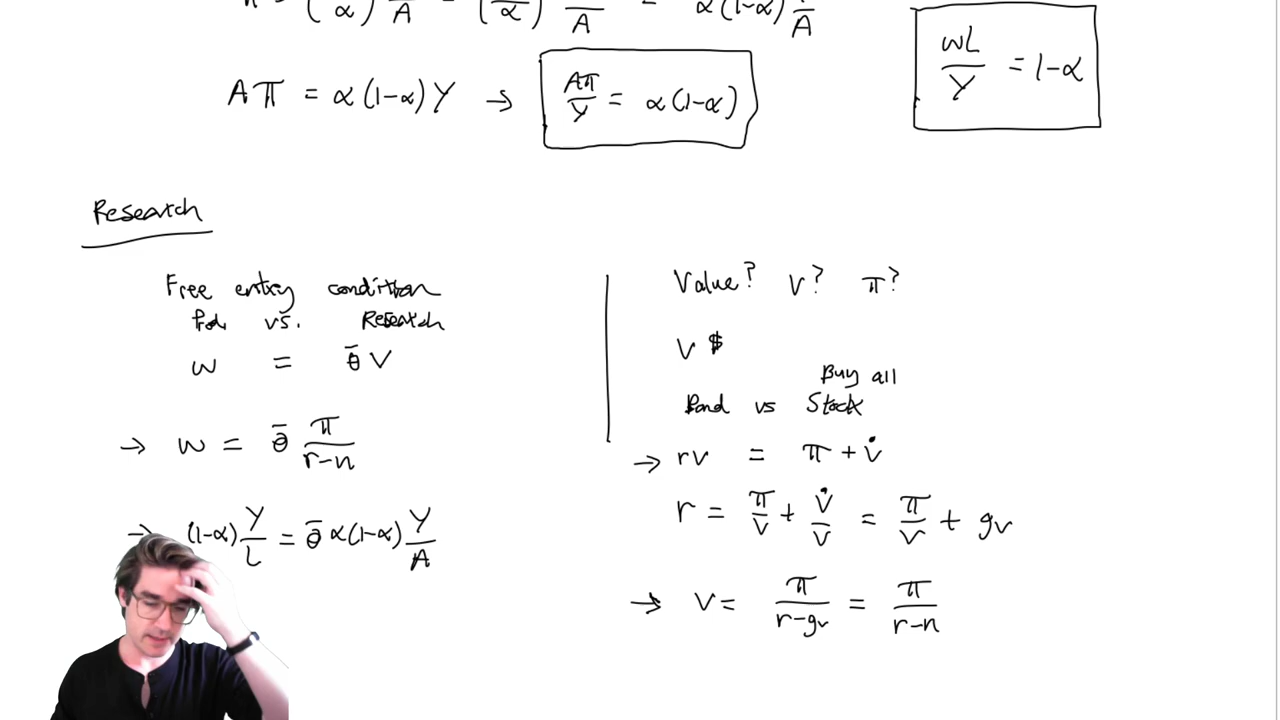 AΠ = α(1-α)Y → AΠ/Y = α(1-α)
wL/Y = 1-α
Research
Free entry condition
Prod vs. Research
w = θ̄ V
→ w = θ̄ π/(r-n)
→ (1-α) Y/L = θ̄ α(1-α) Y/A
Value? V? π?
V $
Buy all
Bond vs Stock
→ rV = π + V̇
r = π/V + V̇/V = π/V + gv
→ V = π/(r-gv) = π/(r-n)